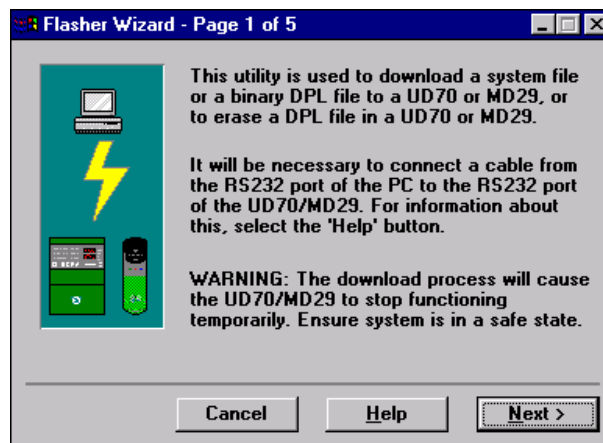 Flasher Wizard - Page 1 of 5
This utility is used to download a system file
or a binary DPL file to a UD70 or MD29, or
to erase a DPL file in a UD70 or MD29.
It will be necessary to connect a cable from
the RS232 port of the PC to the RS232 port
of the UD70/MD29. For information about
this, select the 'Help' button.
WARNING: The download process will cause
the UD70/MD29 to stop functioning
temporarily. Ensure system is in a safe state.
Cancel
Help
Next >